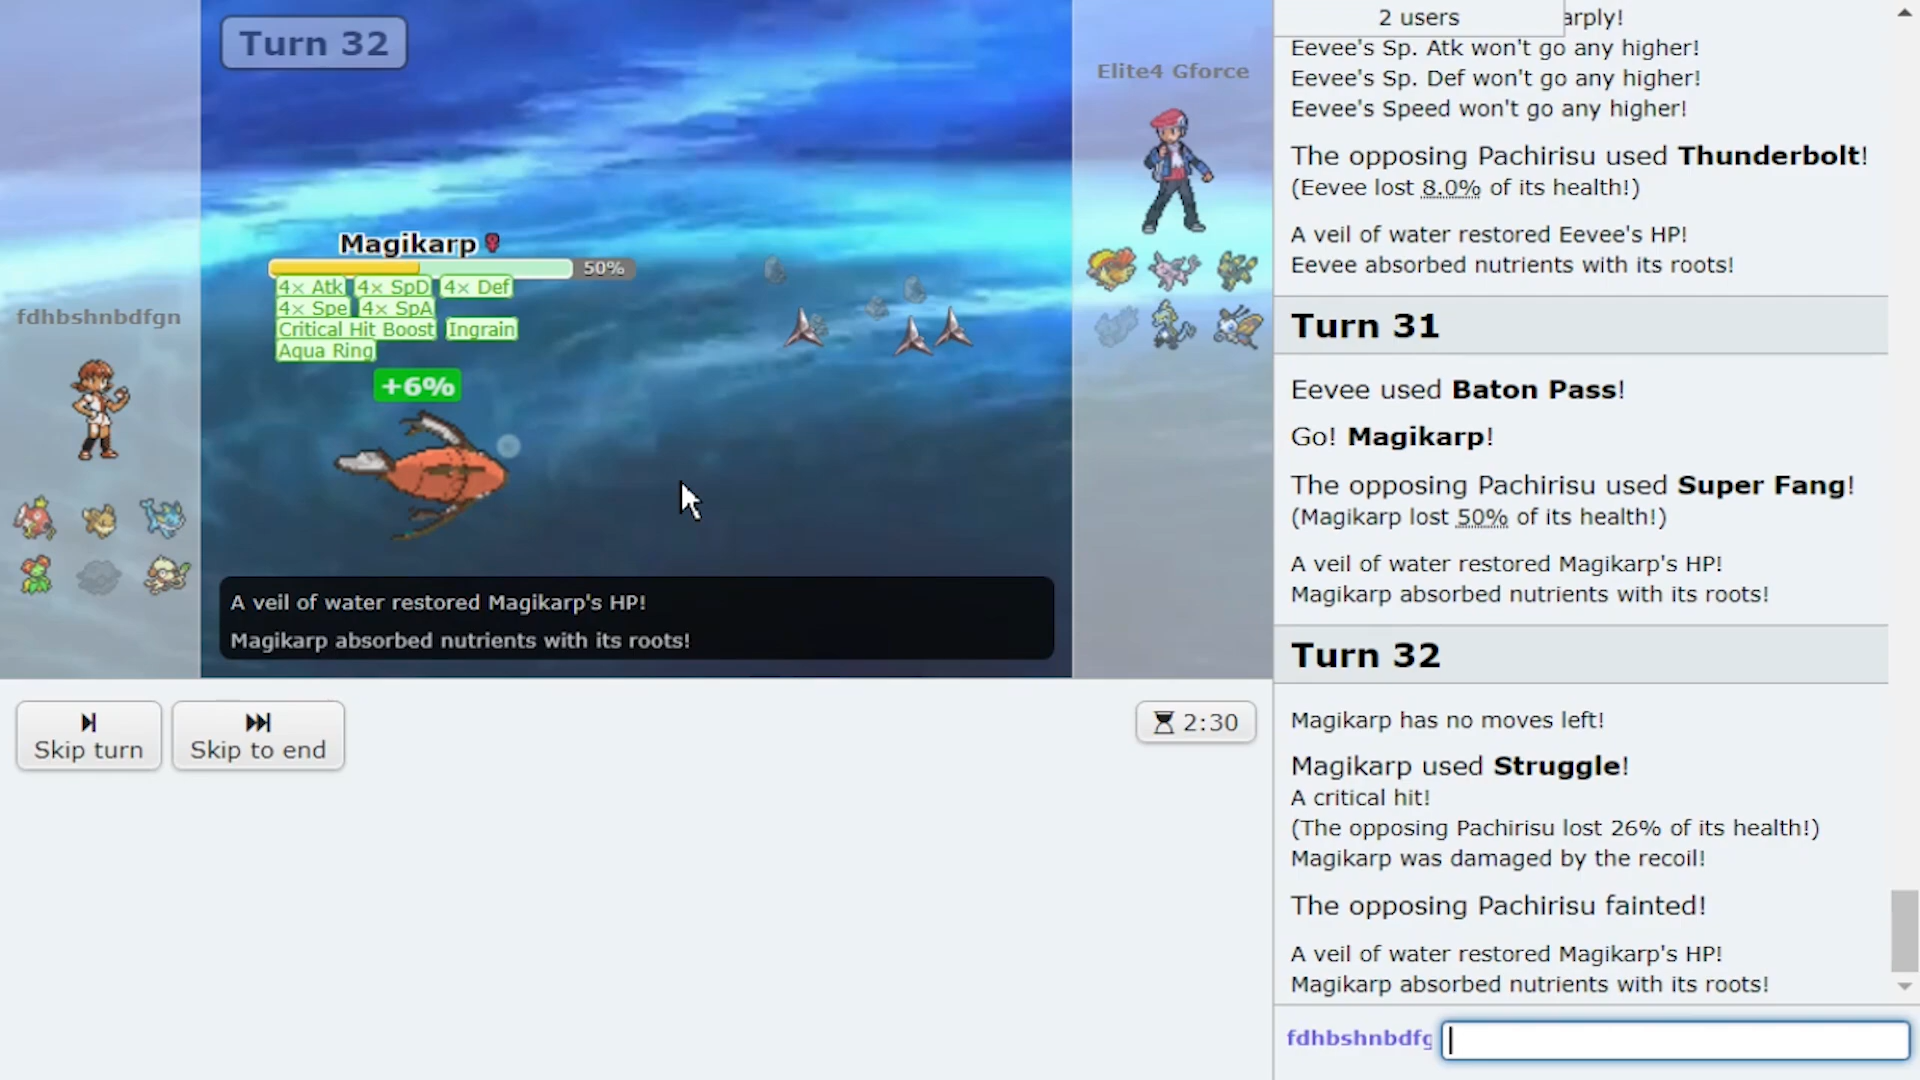 Turn 32
Magikarp
50%
4× Atk 4× SpD 4× Def
4× Spe 4× SpA
Critical Hit Boost Ingrain
Aqua Ring
+6%
fdhbshnbdfgn
Elite4 Gforce
A veil of water restored Magikarp's HP!
Magikarp absorbed nutrients with its roots!
Skip turn
Skip to end
2:30
2 users
arply!
Eevee's Sp. Atk won't go any higher!
Eevee's Sp. Def won't go any higher!
Eevee's Speed won't go any higher!
The opposing Pachirisu used Thunderbolt!
(Eevee lost 8.0% of its health!)
A veil of water restored Eevee's HP!
Eevee absorbed nutrients with its roots!
Turn 31
Eevee used Baton Pass!
Go! Magikarp!
The opposing Pachirisu used Super Fang!
(Magikarp lost 50% of its health!)
A veil of water restored Magikarp's HP!
Magikarp absorbed nutrients with its roots!
Turn 32
Magikarp has no moves left!
Magikarp used Struggle!
A critical hit!
(The opposing Pachirisu lost 26% of its health!)
Magikarp was damaged by the recoil!
The opposing Pachirisu fainted!
A veil of water restored Magikarp's HP!
Magikarp absorbed nutrients with its roots!
fdhbshnbdfg